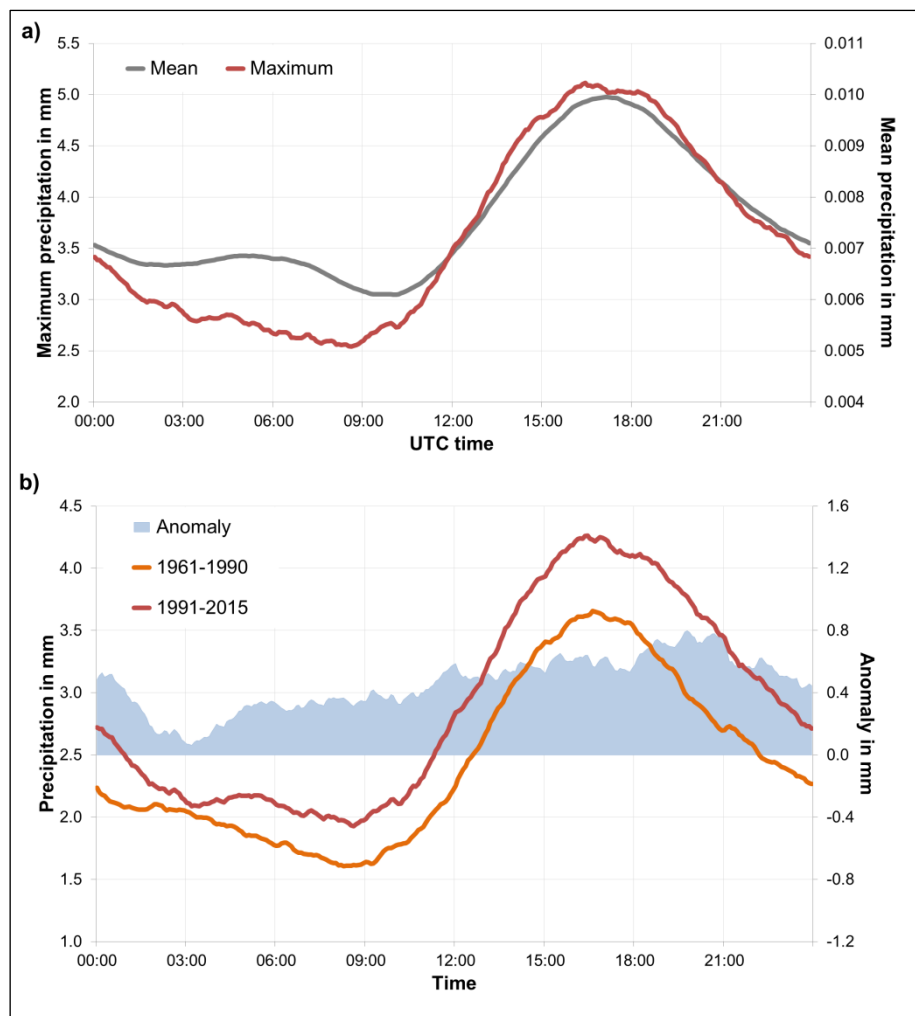 a)
5.5
5.0
4.5
4.0
3.5
3.0
2.5
2.0
Maximum precipitation in mm
Mean Maximum
0.011
0.010
0.009
0.008
0.007
0.006
0.005
0.004
Mean precipitation in mm
00:00 03:00 06:00 09:00 12:00 15:00 18:00 21:00
UTC time
b)
4.5
4.0
3.5
3.0
2.5
2.0
1.5
1.0
Precipitation in mm
Anomaly
1961-1990
1991-2015
1.6
1.2
0.8
0.4
0.0
-0.4
-0.8
-1.2
Anomaly in mm
00:00 03:00 06:00 09:00 12:00 15:00 18:00 21:00
Time